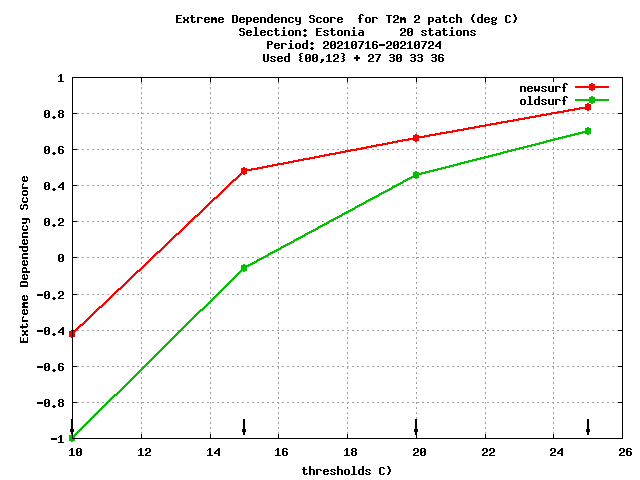 Extreme Dependency Score  for T2m 2 patch (deg C)
Selection: Estonia     20 stations
Period: 20210716-20210724
Used {00,12} + 27 30 33 36
newsurf
oldsurf
1
0.8
0.6
0.4
0.2
0
-0.2
-0.4
-0.6
-0.8
-1
Extreme Dependency Score
10 12 14 16 18 20 22 24 26
thresholds C)